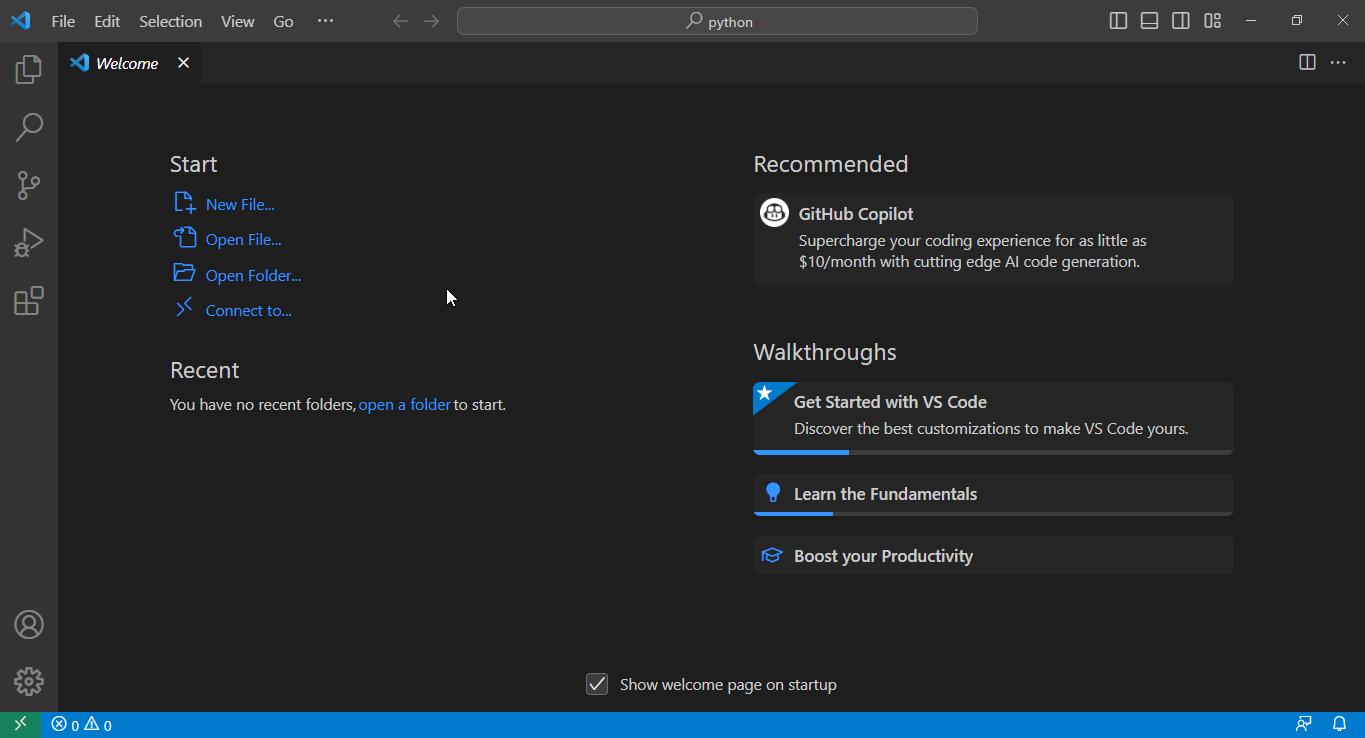 File Edit Selection View Go ··· python
Welcome
Start
New File...
Open File...
Open Folder...
Connect to...
Recent
You have no recent folders, open a folder to start.
Recommended
GitHub Copilot
Supercharge your coding experience for as little as
$10/month with cutting edge AI code generation.
Walkthroughs
Get Started with VS Code
Discover the best customizations to make VS Code yours.
Learn the Fundamentals
Boost your Productivity
Show welcome page on startup
0 0